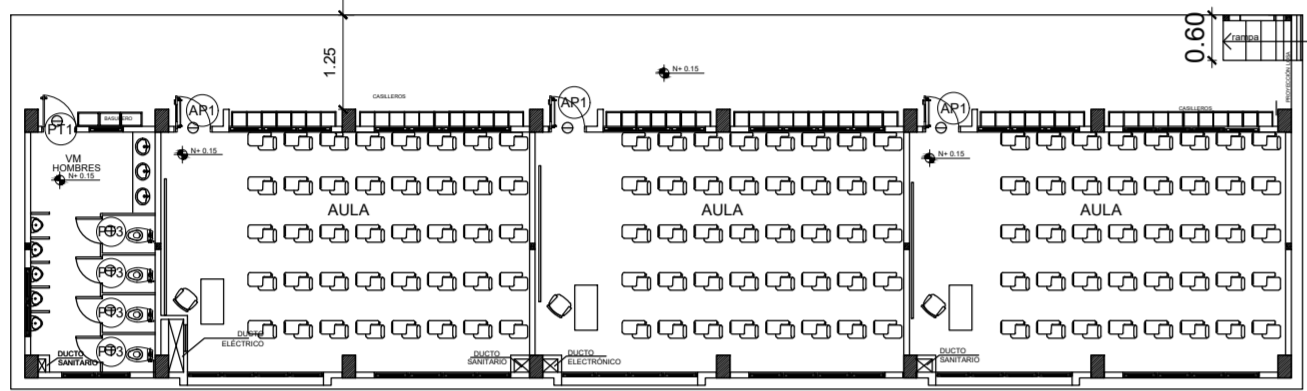 0.60
rampa
PROYECCIÓN LOSA
1.25
N+ 0.15
CASILLEROS
CASILLEROS
BASURERO
PT1
AP1
AP1
AP1
VM
HOMBRES
N+ 0.15
N+ 0.15
N+ 0.15
AULA
AULA
AULA
PT3
PT3
PT3
PT3
DUCTO
SANITARIO
DUCTO
ELÉCTRICO
DUCTO
SANITARIO
DUCTO
ELECTRÓNICO
DUCTO
SANITARIO